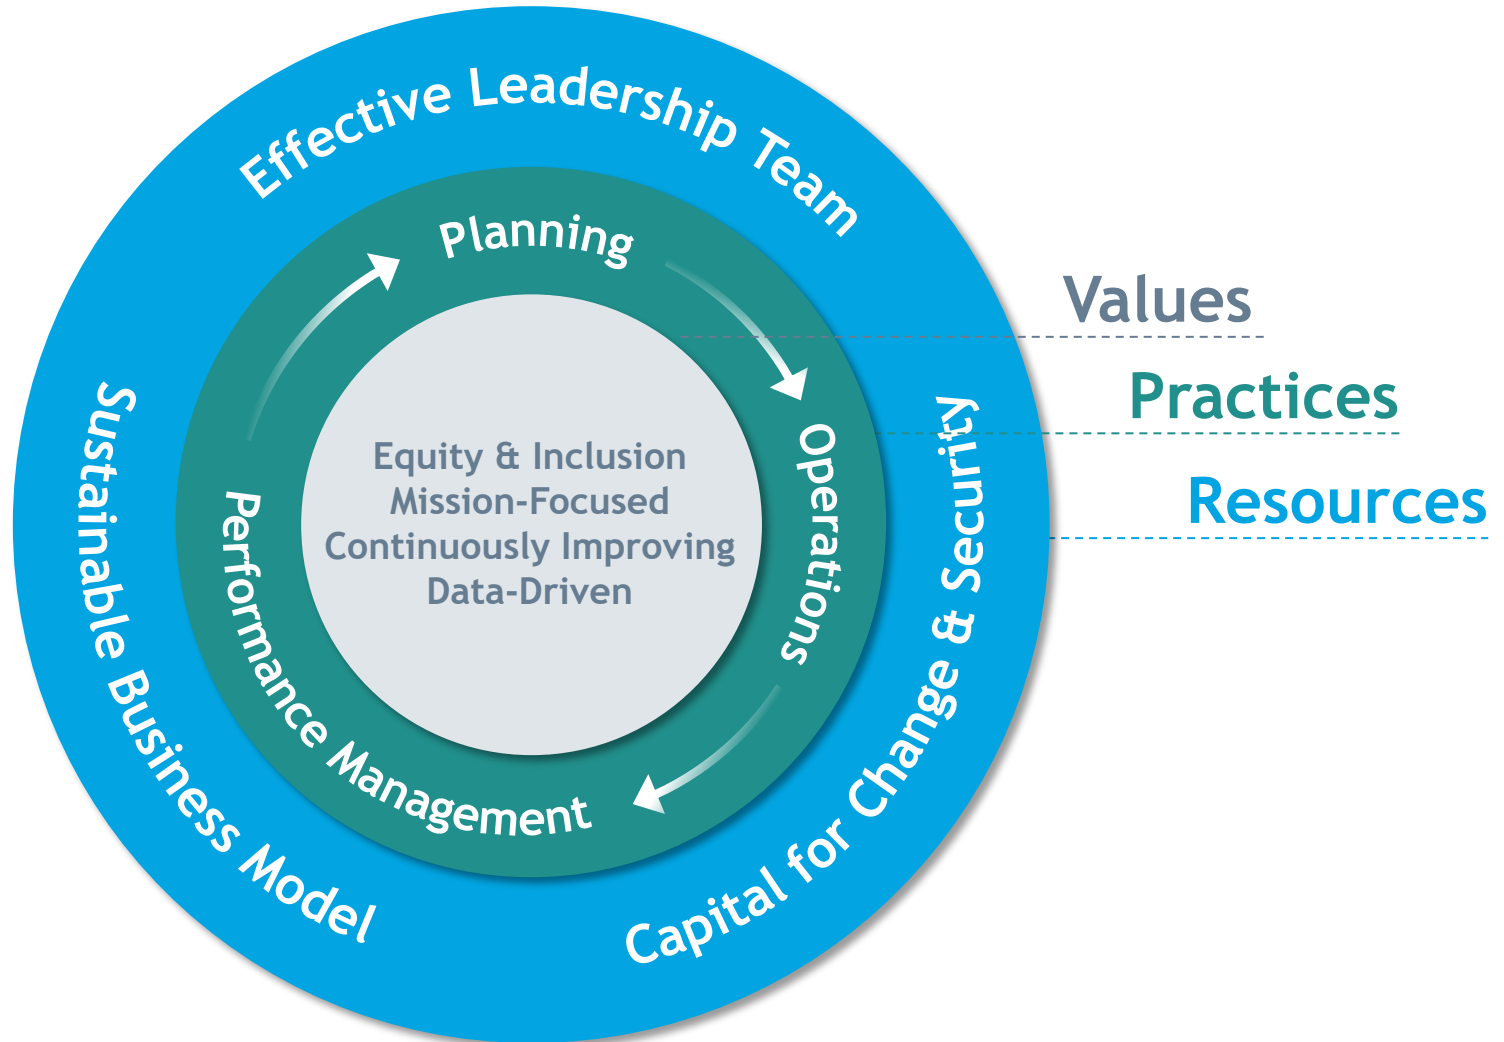 Effective Leadership Team
Planning
Values
Practices
Resources
Equity & Inclusion
Mission-Focused
Continuously Improving
Data-Driven
Operations
Performance Management
Sustainable Business Model
Capital for Change & Security